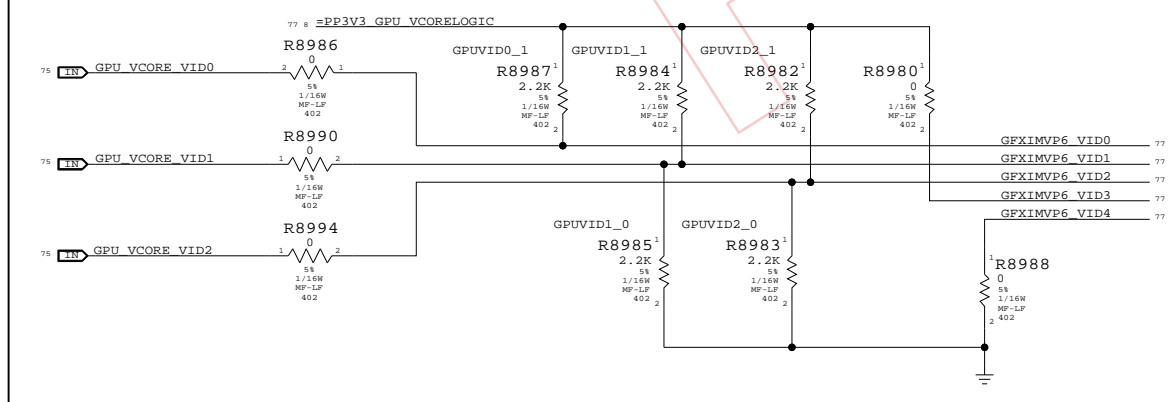 77 8 =PP3V3_GPU_VCORELOGIC
R8986
0
2 1
5%
1/16W
MF-LF
402
75 IN GPU_VCORE_VID0
GPUVID0_1
R8987 1
2.2K
5%
1/16W
MF-LF
402 2
GPUVID1_1
R8984 1
2.2K
5%
1/16W
MF-LF
402 2
GPUVID2_1
R8982 1
2.2K
5%
1/16W
MF-LF
402 2
R8980 1
0
5%
1/16W
MF-LF
402 2
GFXIMVP6_VID0 77
75 IN GPU_VCORE_VID1
R8990
0
1 2
5%
1/16W
MF-LF
402
GFXIMVP6_VID1 77
GFXIMVP6_VID2 77
GFXIMVP6_VID3 77
GFXIMVP6_VID4 77
75 IN GPU_VCORE_VID2
R8994
0
1 2
5%
1/16W
MF-LF
402
GPUVID1_0
R8985 1
2.2K
5%
1/16W
MF-LF
402 2
GPUVID2_0
R8983 1
2.2K
5%
1/16W
MF-LF
402 2
1 R8988
0
5%
1/16W
MF-LF
2 402